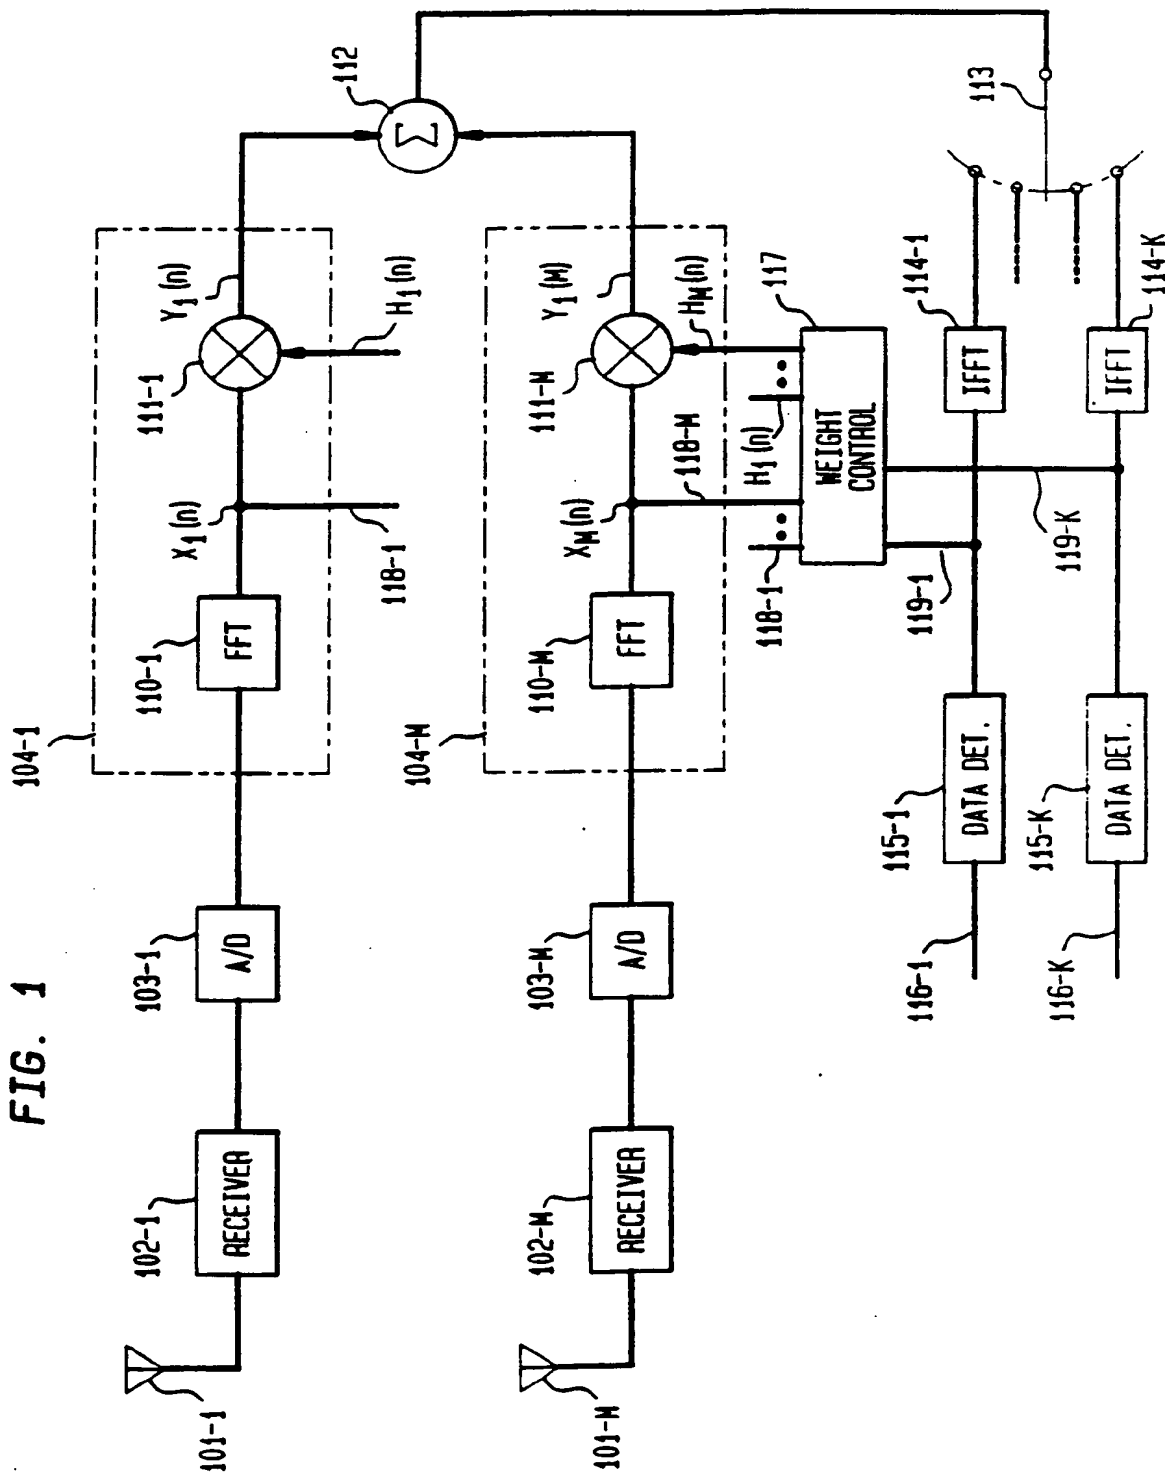 FIG. 1
101-1
102-1
RECEIVER
103-1
A/D
104-1
110-1
FFT
X1(n)
118-1
111-1
Y1(n)
H1(n)
112
Σ
101-M
102-M
RECEIVER
103-M
A/D
104-M
110-M
FFT
XM(n)
118-M
111-M
Y1(M)
HM(n)
118-1
H1(n)
117
WEIGHT
CONTROL
113
116-1
115-1
DATA DET.
119-1
114-1
IFFT
116-K
115-K
DATA DET.
119-K
114-K
IFFT